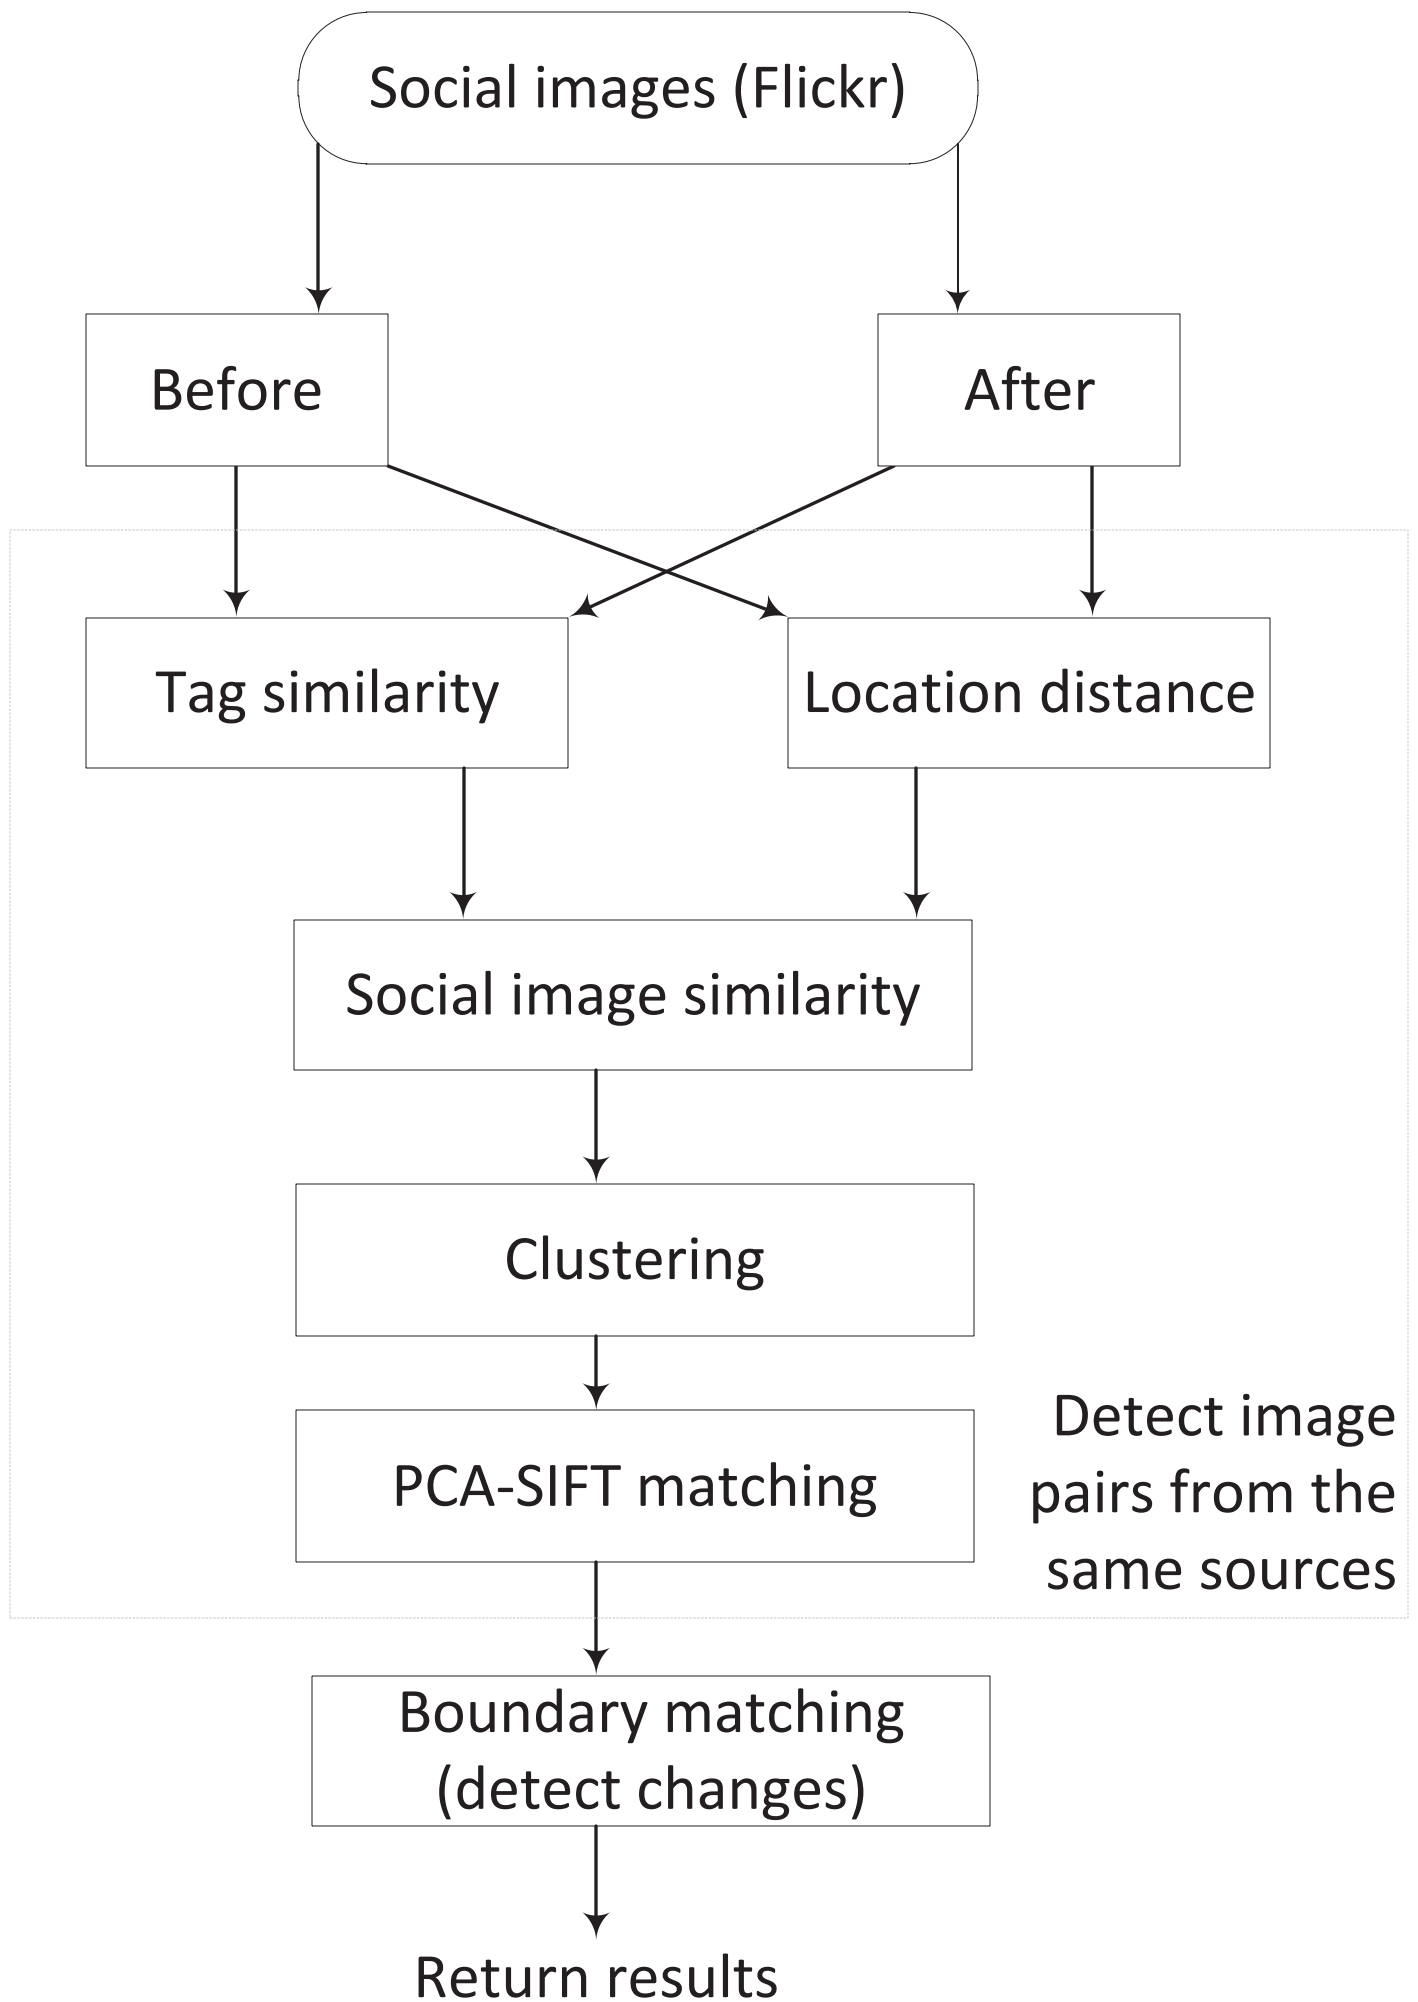 Social images (Flickr)
Before
After
Tag similarity
Location distance
Social image similarity
Clustering
PCA-SIFT matching
Detect image
pairs from the
same sources
Boundary matching
(detect changes)
Return results